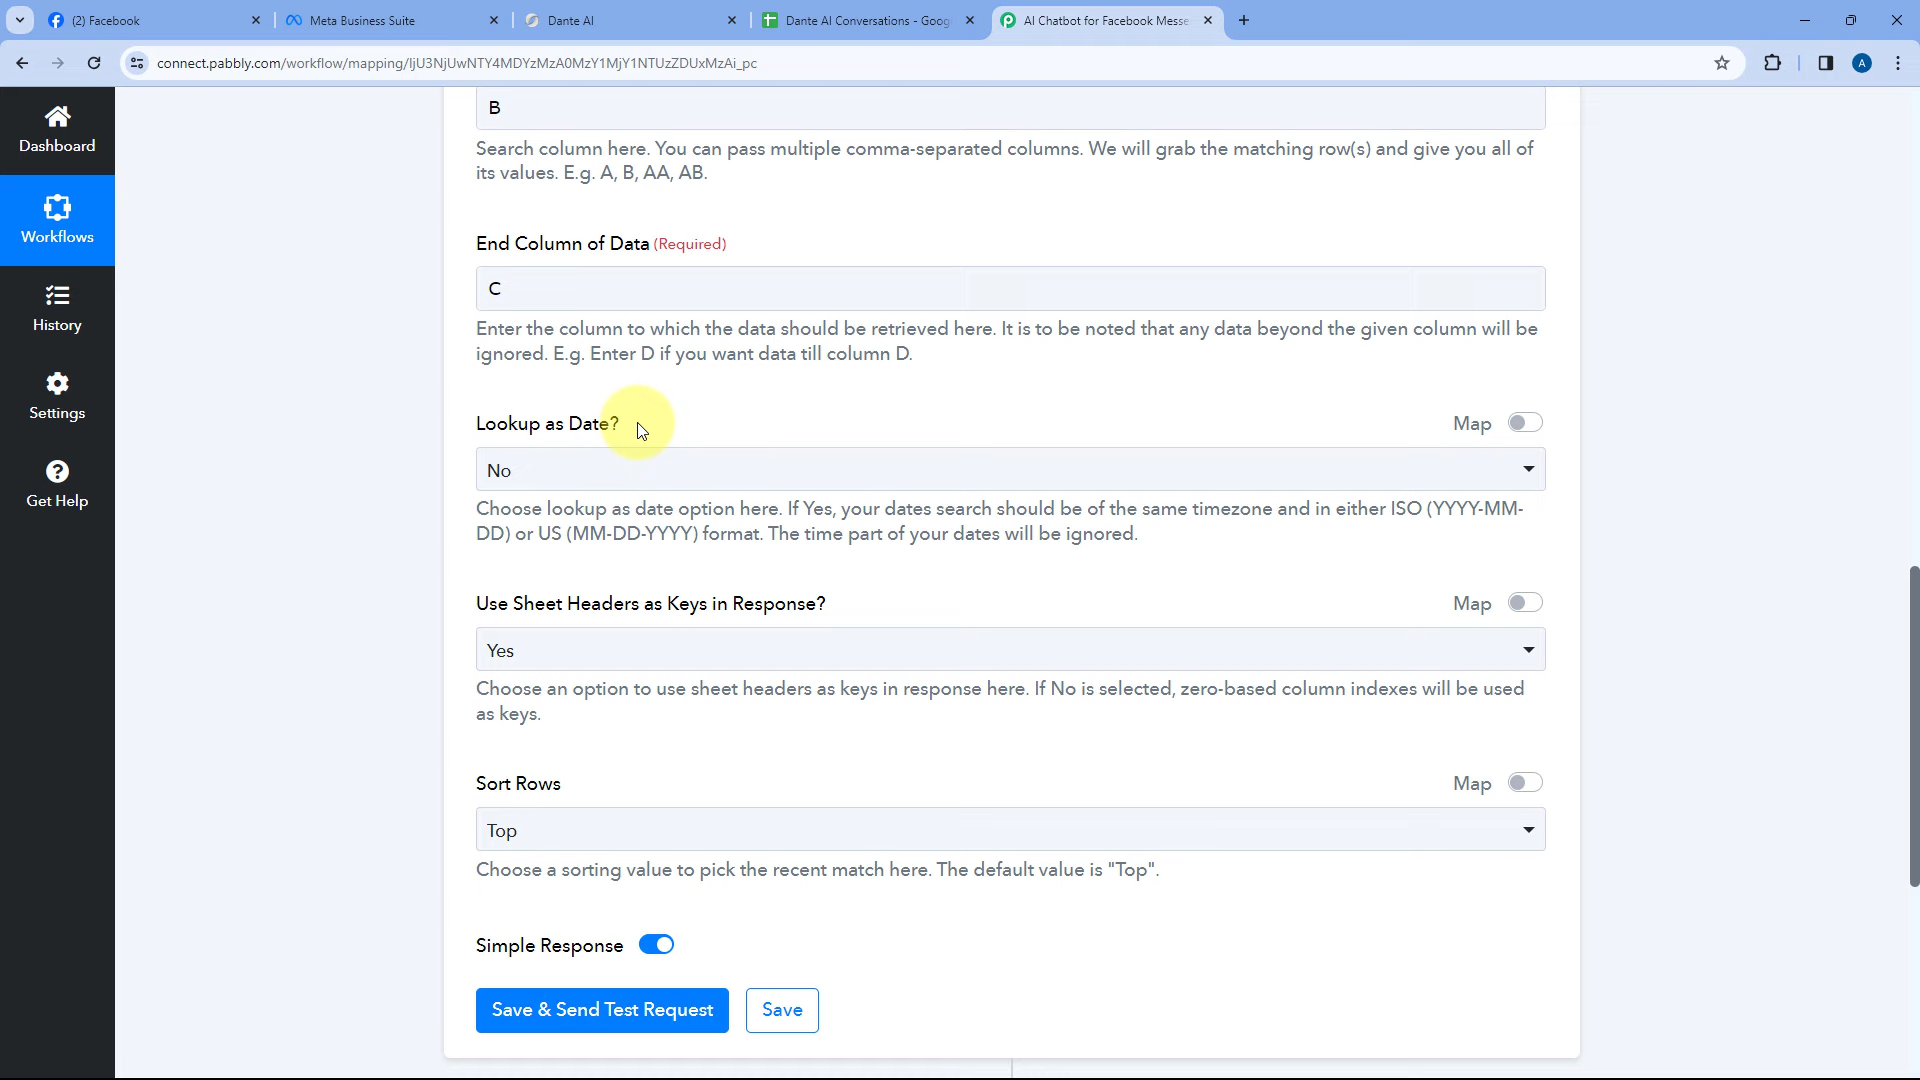 (2) Facebook
Meta Business Suite
Dante AI
Dante AI Conversations - Goog
AI Chatbot for Facebook Messe
connect.pabbly.com/workflow/mapping/IjU3NjUwNTY4MDYzMzA0MzY1MjY1NTUzZDUxMzAi_pc
A
Dashboard
Workflows
History
Settings
Get Help
B
Search column here. You can pass multiple comma-separated columns. We will grab the matching row(s) and give you all of
its values. E.g. A, B, AA, AB.
End Column of Data (Required)
C
Enter the column to which the data should be retrieved here. It is to be noted that any data beyond the given column will be
ignored. E.g. Enter D if you want data till column D.
Lookup as Date?
Map
No
Choose lookup as date option here. If Yes, your dates search should be of the same timezone and in either ISO (YYYY-MM-
DD) or US (MM-DD-YYYY) format. The time part of your dates will be ignored.
Use Sheet Headers as Keys in Response?
Map
Yes
Choose an option to use sheet headers as keys in response here. If No is selected, zero-based column indexes will be used
as keys.
Sort Rows
Map
Top
Choose a sorting value to pick the recent match here. The default value is "Top".
Simple Response
Save & Send Test Request
Save